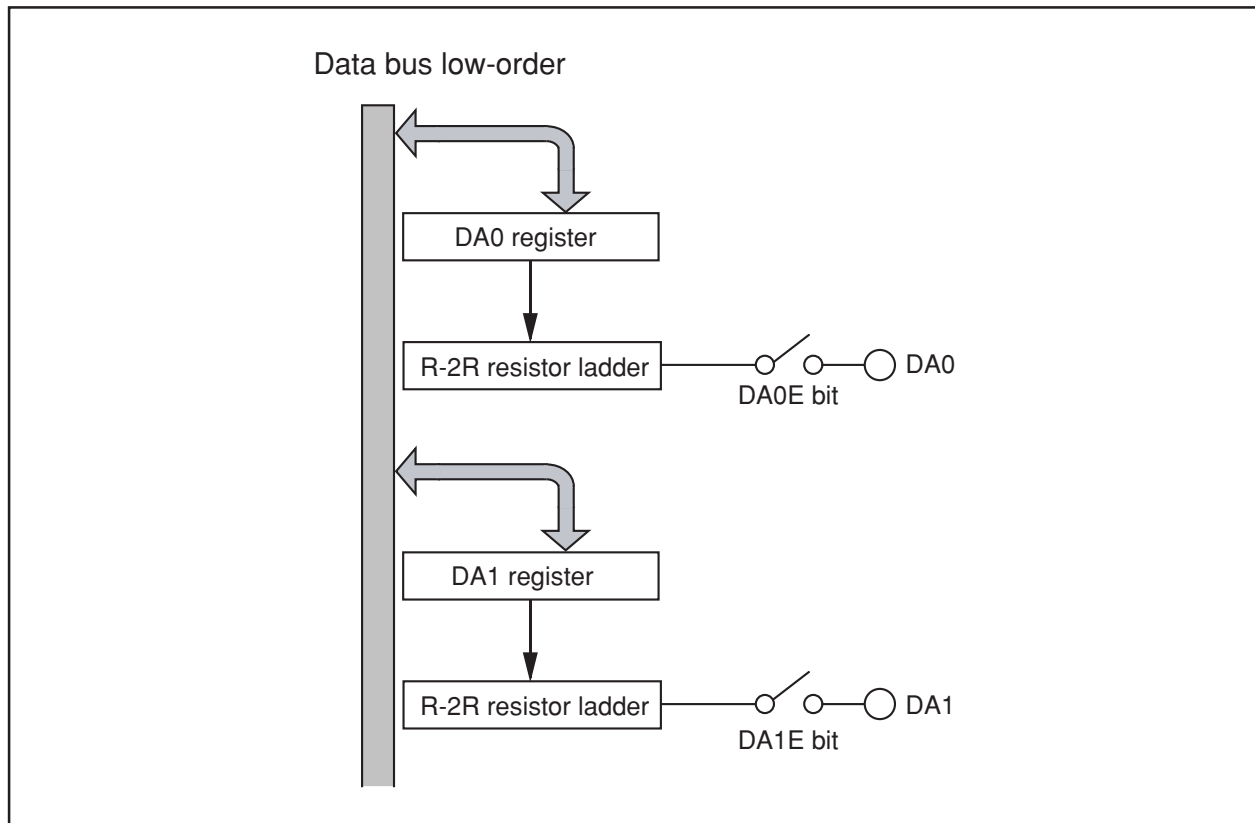 Data bus low-order
DA0 register
R-2R resistor ladder
DA0
DA0E bit
DA1 register
R-2R resistor ladder
DA1
DA1E bit